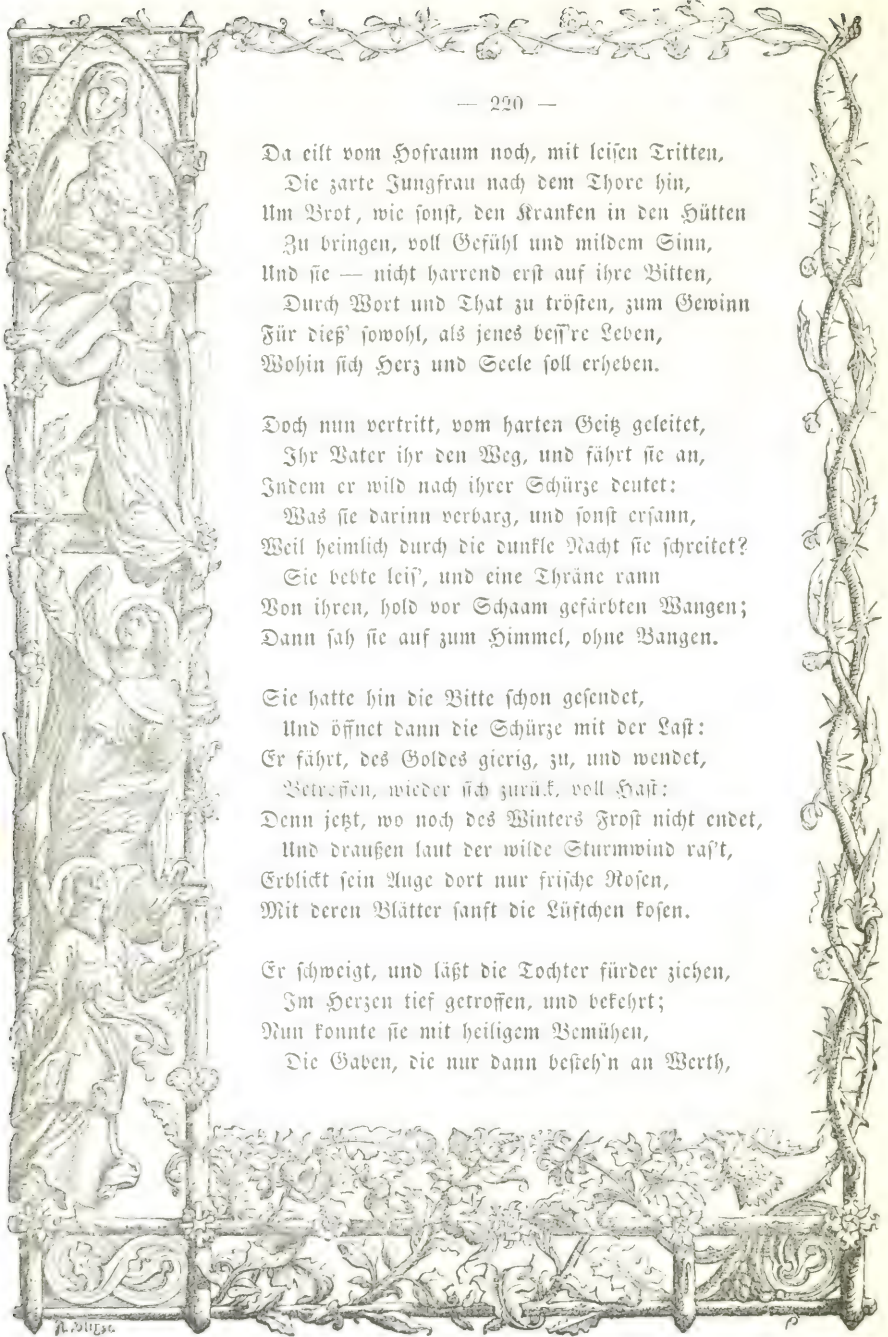 — 220 —
Da eilt vom Hofraum noch, mit leisen Tritten,
Die zarte Jungfrau nach dem Thore hin,
Um Brot, wie sonst, den Kranken in den Hütten
Zu bringen, voll Gefühl und mildem Sinn,
Und sie — nicht harrend erst auf ihre Bitten,
Durch Wort und That zu trösten, zum Gewinn
Für dieß' sowohl, als jenes bess're Leben,
Wohin sich Herz und Seele soll erheben.
Doch nun vertritt, vom harten Geitz geleitet,
Ihr Vater ihr den Weg, und fährt sie an,
Indem er wild nach ihrer Schürze deutet:
Was sie darinn verbarg, und sonst ersann,
Weil heimlich durch die dunkle Nacht sie schreitet?
Sie bebte leis', und eine Thräne rann
Von ihren, hold vor Schaam gefärbten Wangen;
Dann sah sie auf zum Himmel, ohne Bangen.
Sie hatte hin die Bitte schon gesendet,
Und öffnet dann die Schürze mit der Last:
Er fährt, des Goldes gierig, zu, und wendet,
Betroffen, wieder sich zurück, voll Hast:
Denn jetzt, wo noch des Winters Frost nicht endet,
Und draußen laut der wilde Sturmwind ras't,
Erblickt sein Auge dort nur frische Rosen,
Mit deren Blätter sanft die Lüftchen kosen.
Er schweigt, und läßt die Tochter fürder ziehen,
Im Herzen tief getroffen, und bekehrt;
Nun konnte sie mit heiligem Bemühen,
Die Gaben, die nur dann besteh'n an Werth,